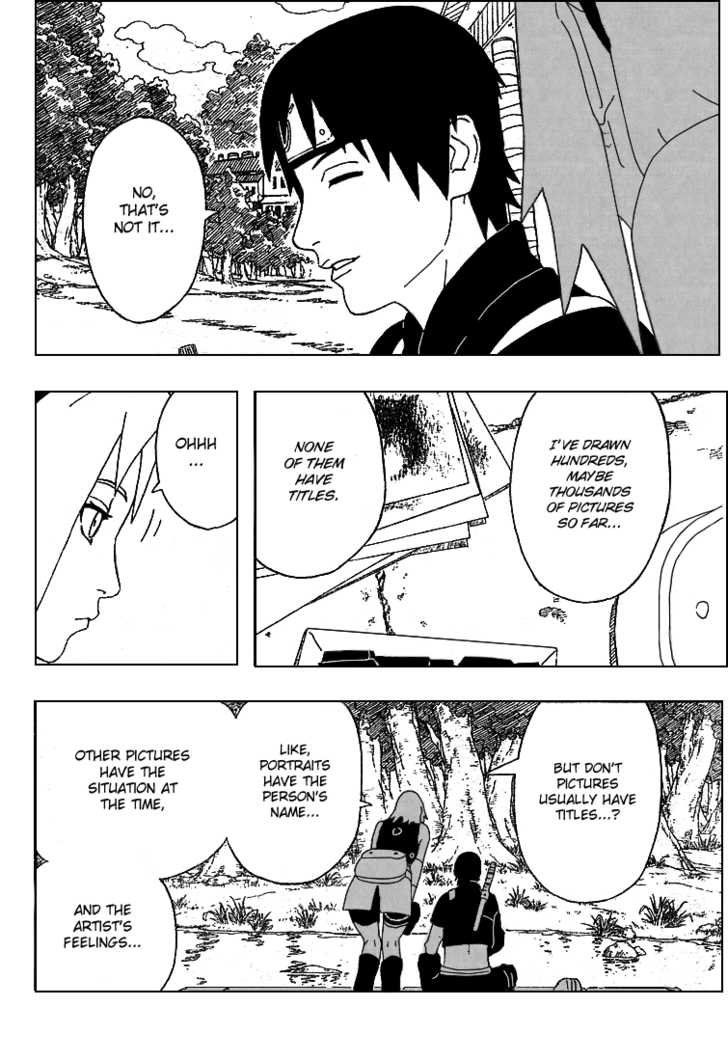 NO,
THAT'S
NOT IT...
I'VE DRAWN
HUNDREDS,
MAYBE
THOUSANDS
OF PICTURES
SO FAR...
NONE
OF THEM
HAVE
TITLES.
OHHH
...
BUT DON'T
PICTURES
USUALLY HAVE
TITLES...?
LIKE,
PORTRAITS
HAVE THE
PERSON'S
NAME...
OTHER PICTURES
HAVE THE
SITUATION AT
THE TIME,
AND THE
ARTIST'S
FEELINGS...